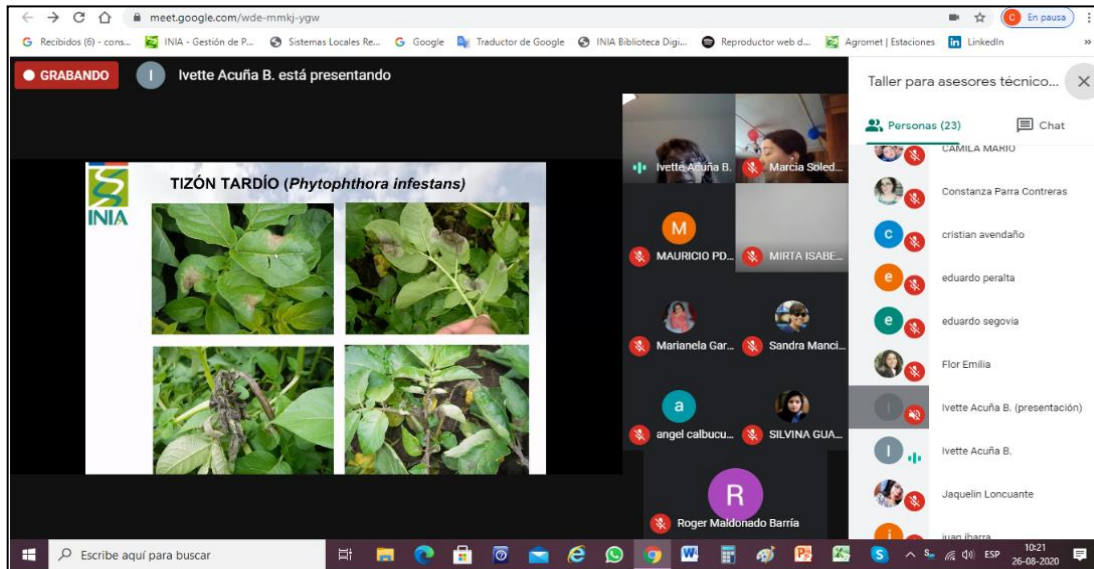 meet.google.com/wde-mmkj-ygw
C En pausa
Recibidos (6) - cons...
INIA - Gestión de P...
Sistemas Locales Re...
Google
Traductor de Google
INIA Biblioteca Digi...
Reproductor web d...
Agromet | Estaciones
LinkedIn
»
GRABANDO
I
Ivette Acuña B. está presentando
INIA
TIZÓN TARDÍO (Phytophthora infestans)
Ivette Acuña B.
Marcia Soled...
M
MAURICIO PD...
MIRTA ISABE...
Marianela Gar...
Sandra Manci...
a
angel calbucu...
SILVINA GUA...
R
Roger Maldonado Barría
Taller para asesores técnico...
Personas (23)
Chat
CAMILA MARIO
Constanza Parra Contreras
c
cristian avendaño
e
eduardo peralta
e
eduardo segovia
Flor Emilia
Ivette Acuña B. (presentación)
I
Ivette Acuña B.
Jaquelin Loncuante
juan ibarra
Escribe aquí para buscar
ESP
10:21
26-08-2020